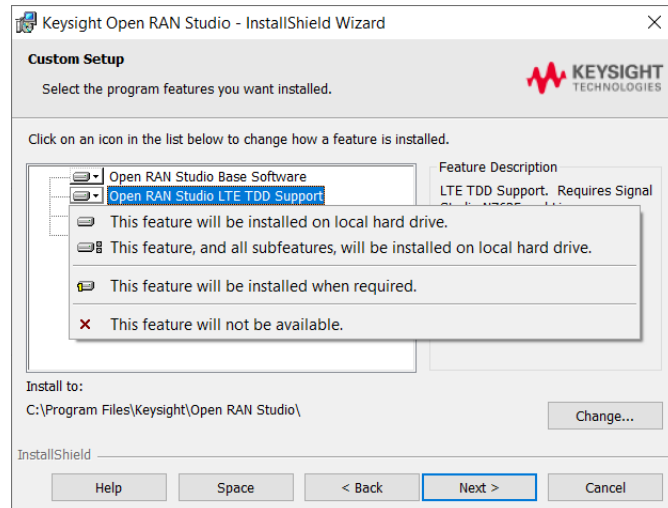 Keysight Open RAN Studio - InstallShield Wizard
Custom Setup
Select the program features you want installed.
KEYSIGHT
TECHNOLOGIES
Click on an icon in the list below to change how a feature is installed.
Open RAN Studio Base Software
Open RAN Studio LTE TDD Support
Feature Description
LTE TDD Support. Requires Signal
This feature will be installed on local hard drive.
This feature, and all subfeatures, will be installed on local hard drive.
This feature will be installed when required.
This feature will not be available.
Install to:
C:\Program Files\Keysight\Open RAN Studio\
Change...
InstallShield
Help
Space
< Back
Next >
Cancel